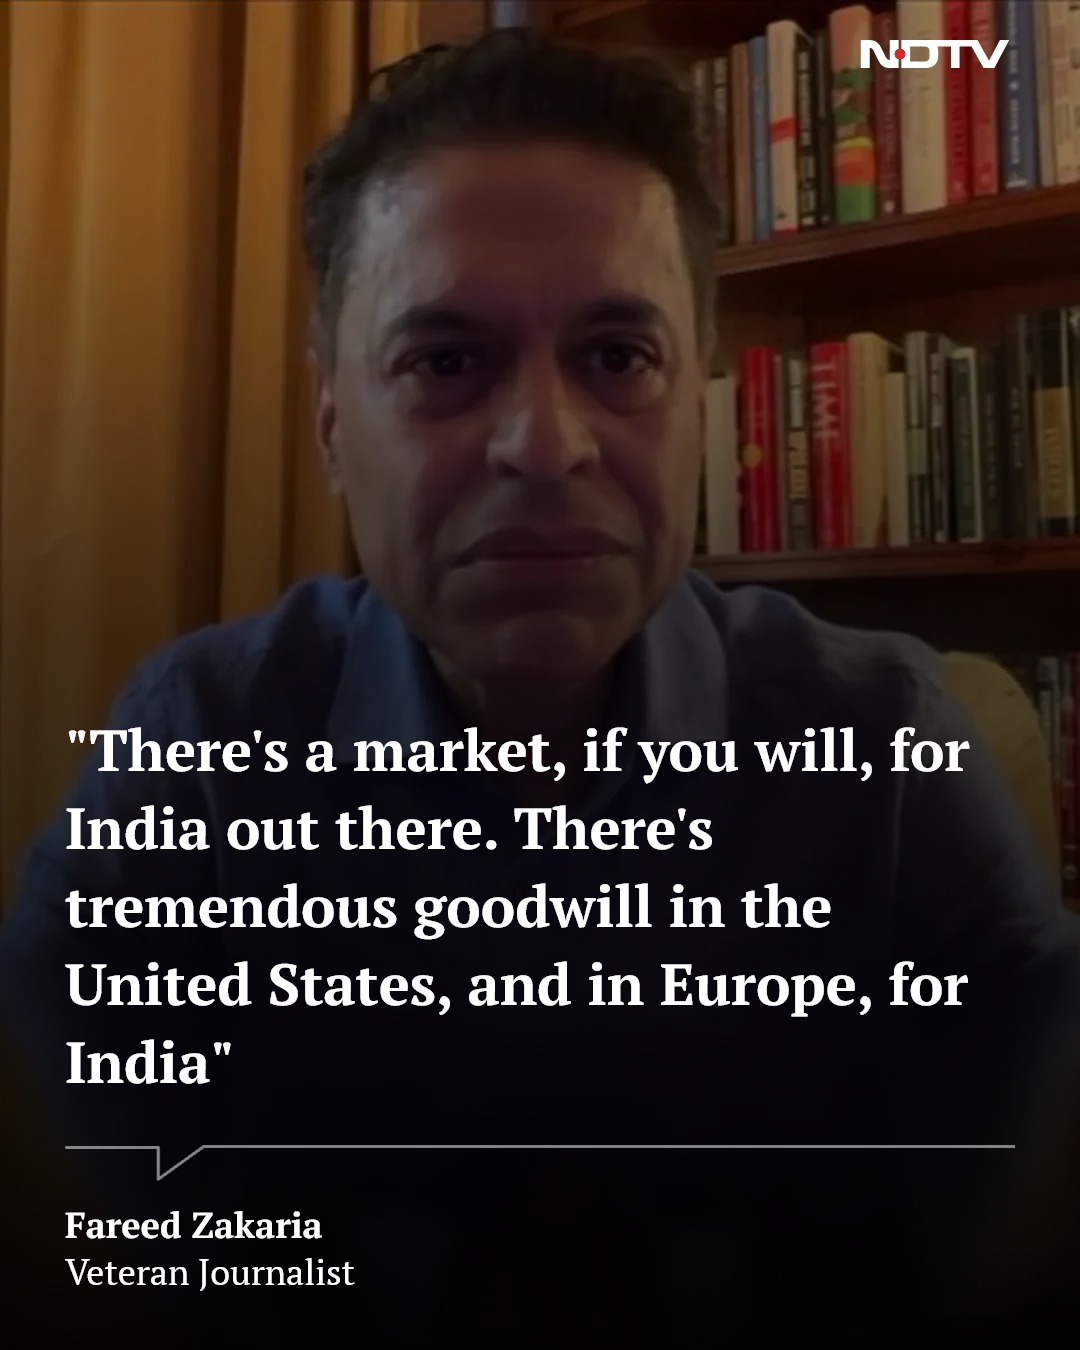 NDTV
TIME
"There's a market, if you will, for
India out there. There's
tremendous goodwill in the
United States, and in Europe, for
India"
Fareed Zakaria
Veteran Journalist